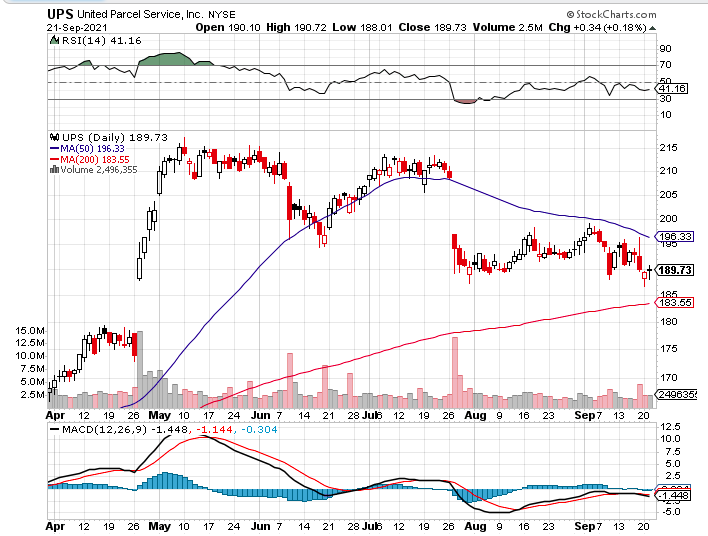 UPS United Parcel Service, Inc. NYSE
© StockCharts.com
21-Sep-2021
Open 190.10 High 190.72 Low 188.01 Close 189.73 Volume 2.5M Chg +0.34 (+0.18%)
RSI(14) 41.16
90
70
50
41.16
30
10
UPS (Daily) 189.73
MA(50) 196.33
MA(200) 183.55
Volume 2,496,355
215
210
205
200
196.33
195
189.73
185
183.55
180
175
170
15.0M
12.5M
10.0M
7.5M
5.0M
2.5M
2496355
Apr 12 19 26 May 10 17 24 Jun 7 14 21 28 Jul 6 12 19 26 Aug 9 16 23 Sep 7 13 20
MACD(12,26,9) -1.448, -1.144, -0.304
12.5
10.0
7.5
5.0
2.5
-1.448
-5.0
Apr 12 19 26 May 10 17 24 Jun 7 14 21 28 Jul 6 12 19 26 Aug 9 16 23 Sep 7 13 20